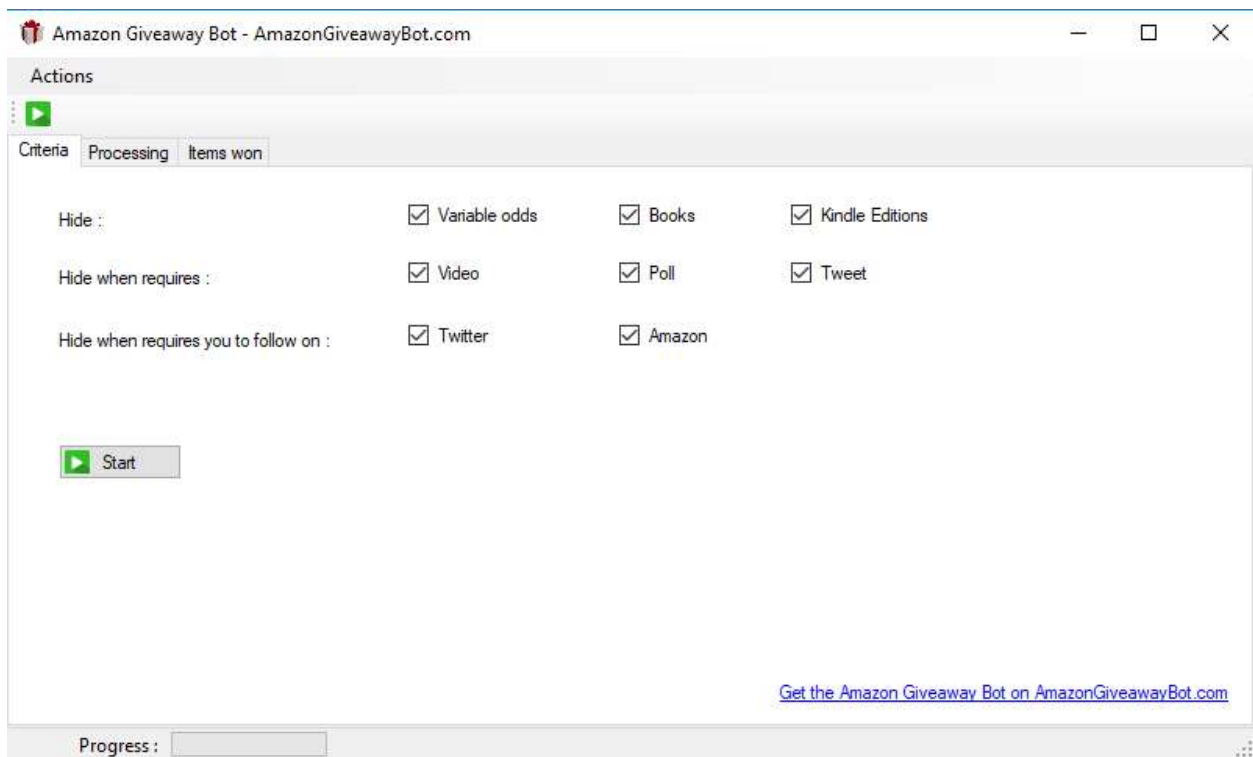 Amazon Giveaway Bot - AmazonGiveawayBot.com
Actions
Criteria Processing Items won
Hide : Variable odds Books Kindle Editions
Hide when requires : Video Poll Tweet
Hide when requires you to follow on : Twitter Amazon
Start
Get the Amazon Giveaway Bot on AmazonGiveawayBot.com
Progress :